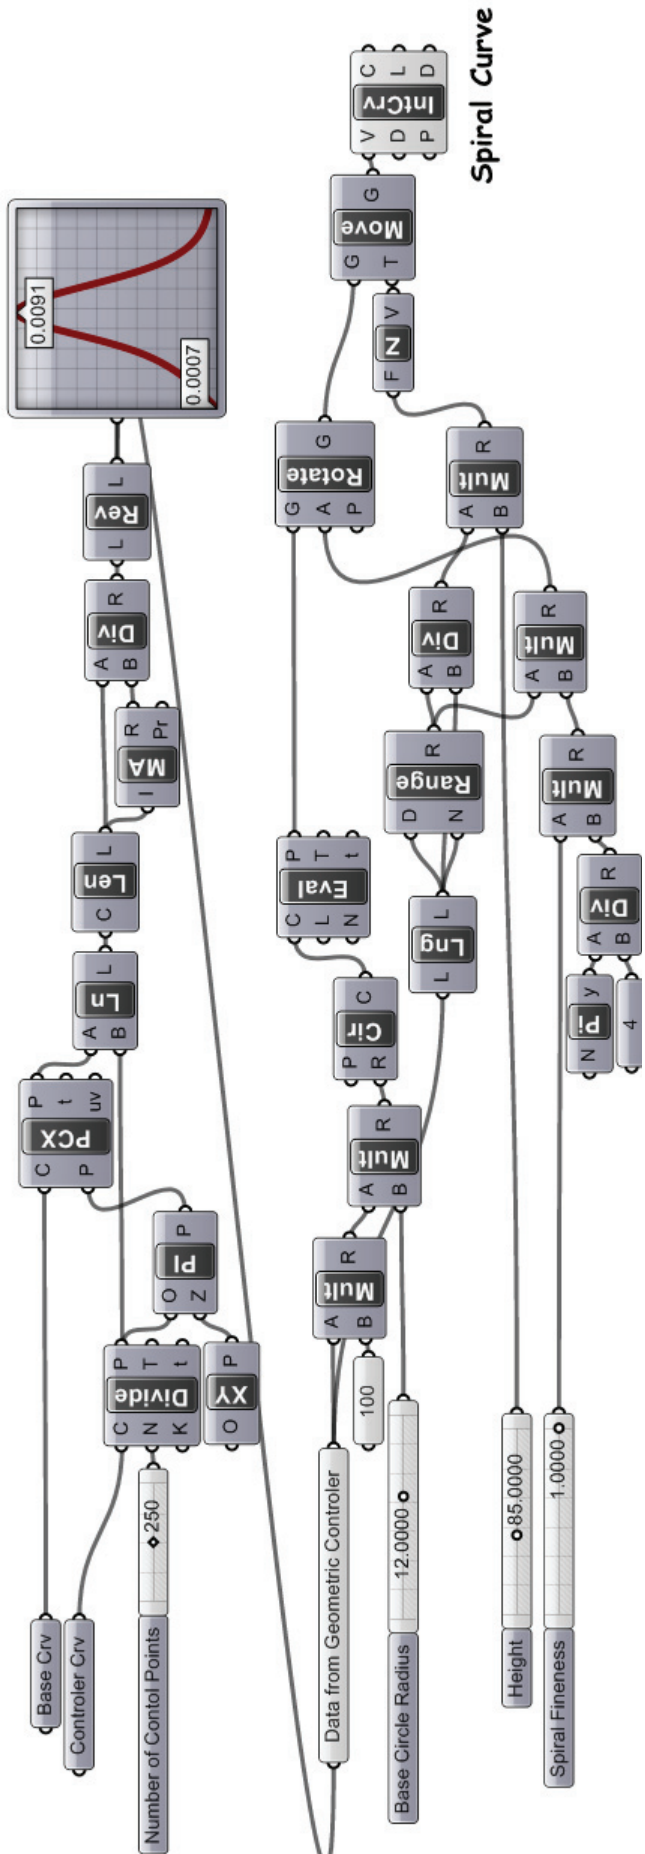 Base Crv
Controler Crv
Number of Contol Points
250
C
N
K
Divide
P
T
t
O
XY
P
O
Z
Pl
P
C
P
PCX
P
t
uv
A
B
Ln
L
C
Len
L
I
MA
R
Pr
A
B
Div
R
L
Rev
L
0.0091
0.0007
Data from Geometric Controler
100
Base Circle Radius
12.0000
A
B
Mult
R
A
B
Mult
R
P
R
Cir
C
C
L
N
Eval
P
T
t
L
Lng
L
D
N
Range
R
A
B
Div
R
G
A
P
Rotate
G
A
B
Mult
R
F
Z
V
G
T
Move
G
V
D
P
IntCrv
C
L
D
Spiral Curve
Height
85.0000
Spiral Fineness
1.0000
N
Pi
y
4
A
B
Div
R
A
B
Mult
R
A
B
Mult
R